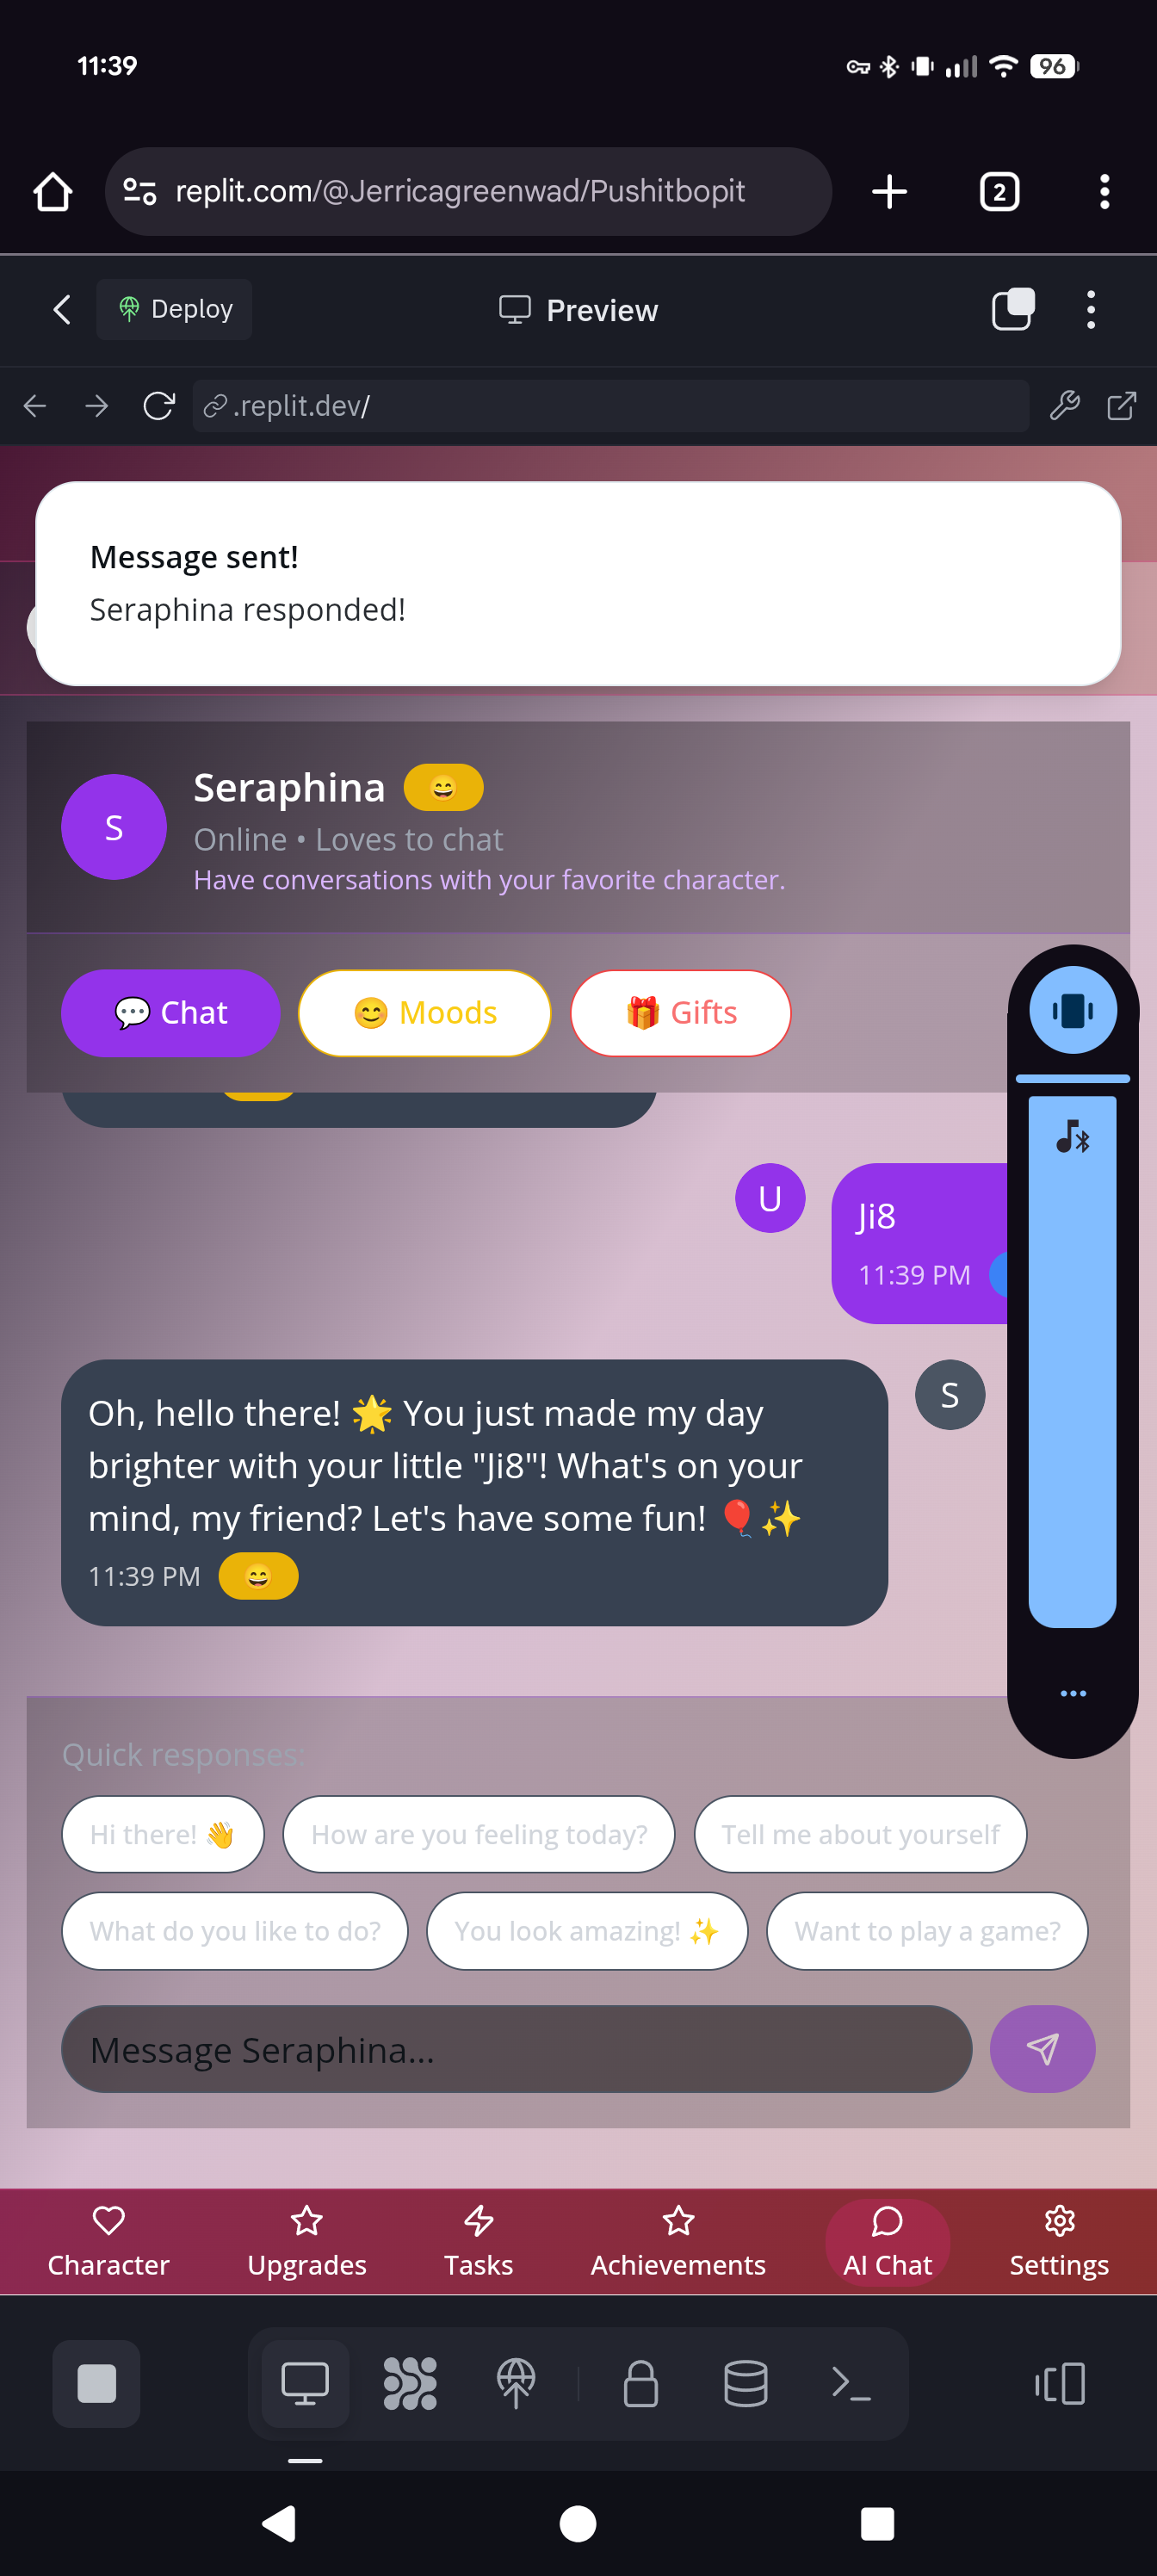 11:39
96
replit.com/@Jerricagreenwad/Pushitbopit
2
Deploy
Preview
.replit.dev/
Message sent!
Seraphina responded!
S
Seraphina 😄
Online • Loves to chat
Have conversations with your favorite character.
💬 Chat
😊 Moods
🎁 Gifts
U
Ji8
11:39 PM
Oh, hello there! 🌟 You just made my day
brighter with your little "Ji8"! What's on your
mind, my friend? Let's have some fun! 🎈✨
11:39 PM 😄
S
Quick responses:
Hi there! 👋
How are you feeling today?
Tell me about yourself
What do you like to do?
You look amazing! ✨
Want to play a game?
Message Seraphina...
Character
Upgrades
Tasks
Achievements
AI Chat
Settings